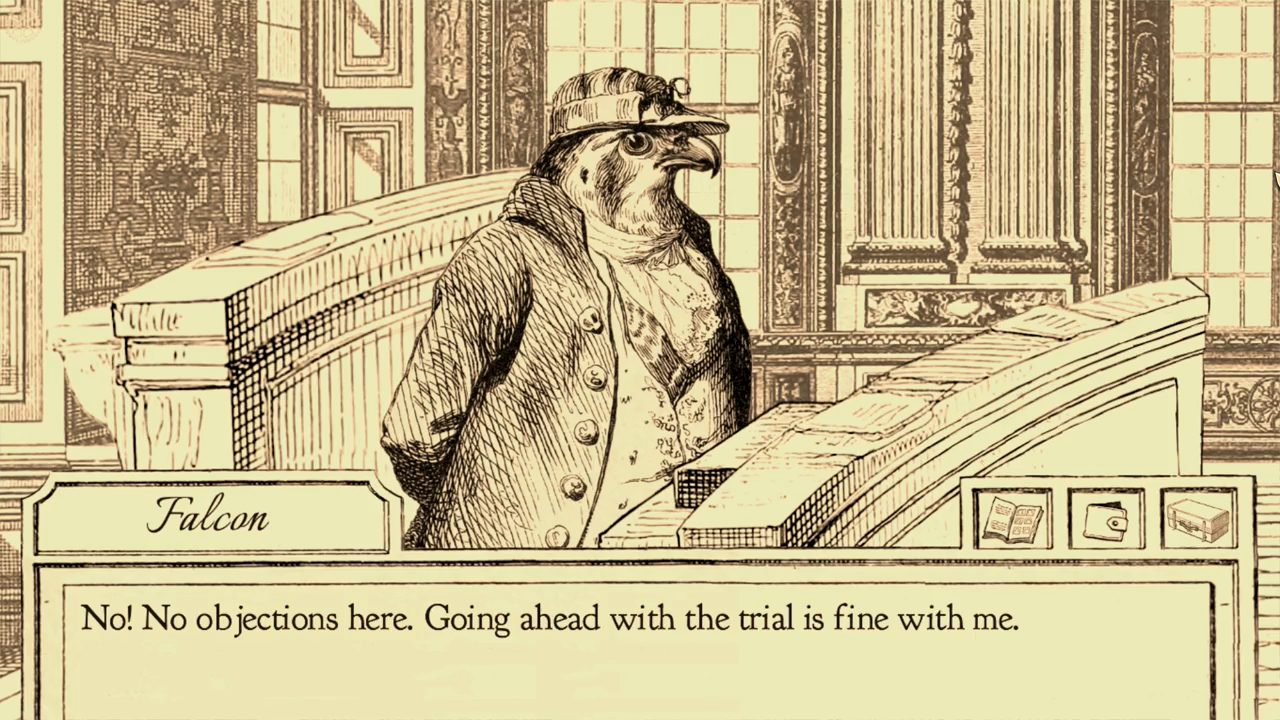 Falcon
No! No objections here. Going ahead with the trial is fine with me.